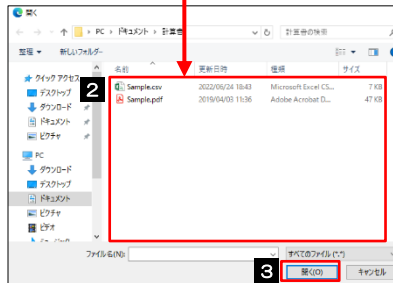 開く
PC › ドキュメント › 計算書
計算書の検索
整理 新しいフォルダー
名前 更新日時 種類 サイズ
クイック アクセス
デスクトップ
ダウンロード
ドキュメント
ピクチャ
PC
ダウンロード
デスクトップ
ドキュメント
ピクチャ
ビデオ
2
Sample.csv 2022/06/24 18:43 Microsoft Excel CS... 7 KB
Sample.pdf 2019/04/03 11:36 Adobe Acrobat D... 47 KB
ファイル名(N): すべてのファイル (*.*)
3
開く(O) キャンセル